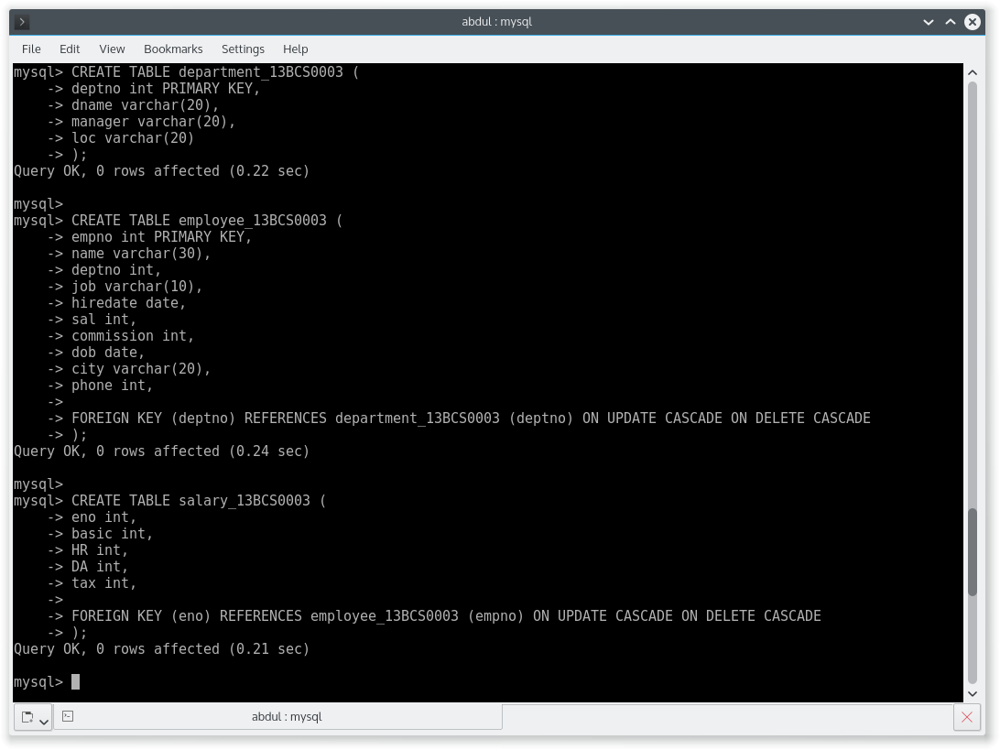 abdul : mysql
File Edit View Bookmarks Settings Help
mysql> CREATE TABLE department_13BCS0003 (
    -> deptno int PRIMARY KEY,
    -> dname varchar(20),
    -> manager varchar(20),
    -> loc varchar(20)
    -> );
Query OK, 0 rows affected (0.22 sec)

mysql>
mysql> CREATE TABLE employee_13BCS0003 (
    -> empno int PRIMARY KEY,
    -> name varchar(30),
    -> deptno int,
    -> job varchar(10),
    -> hiredate date,
    -> sal int,
    -> commission int,
    -> dob date,
    -> city varchar(20),
    -> phone int,
    ->
    -> FOREIGN KEY (deptno) REFERENCES department_13BCS0003 (deptno) ON UPDATE CASCADE ON DELETE CASCADE
    -> );
Query OK, 0 rows affected (0.24 sec)

mysql>
mysql> CREATE TABLE salary_13BCS0003 (
    -> eno int,
    -> basic int,
    -> HR int,
    -> DA int,
    -> tax int,
    ->
    -> FOREIGN KEY (eno) REFERENCES employee_13BCS0003 (empno) ON UPDATE CASCADE ON DELETE CASCADE
    -> );
Query OK, 0 rows affected (0.21 sec)

mysql>
abdul : mysql